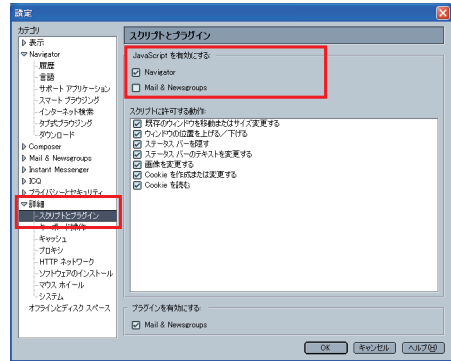 設定
カテゴリ
表示
Navigator
履歴
言語
サポート アプリケーション
スマート ブラウジング
インターネット検索
タブ式ブラウジング
ダウンロード
Composer
Mail & Newsgroups
Instant Messenger
ICQ
プライバシーとセキュリティ
詳細
スクリプトとプラグイン
キーボード操作
キャッシュ
プロキシ
HTTP ネットワーク
ソフトウェアのインストール
マウス ホイール
システム
オフラインとディスク スペース
スクリプトとプラグイン
JavaScript を有効にする:
Navigator
Mail & Newsgroups
スクリプトに許可する動作:
既存のウィンドウを移動またはサイズ変更する
ウィンドウの位置を上げる/下げる
ステータス バーを隠す
ステータス バーのテキストを変更する
画像を変更する
Cookie を作成または変更する
Cookie を読む
プラグインを有効にする:
Mail & Newsgroups
OK
キャンセル
ヘルプ(H)